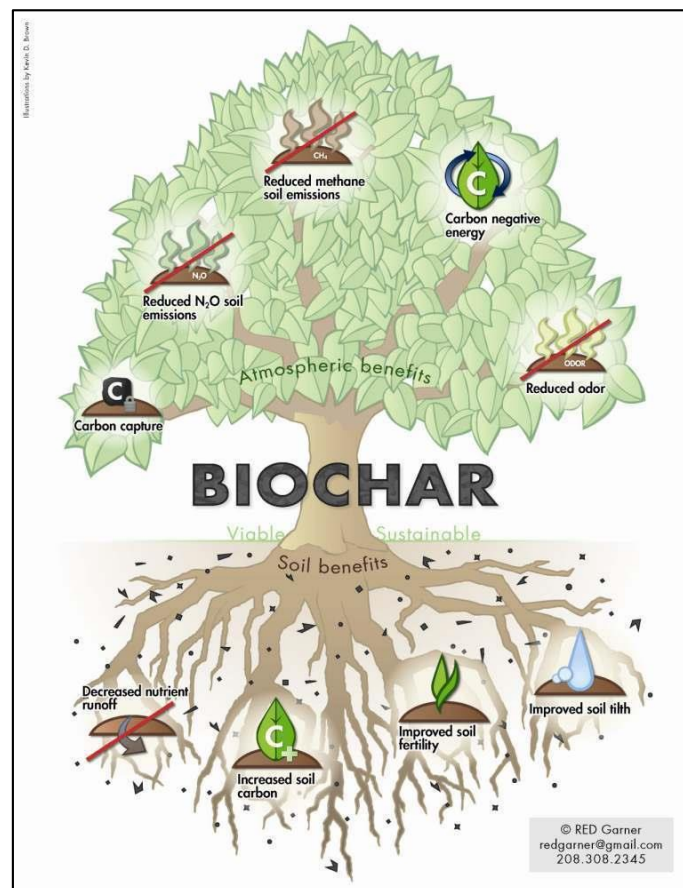 Illustrations by Kevin D. Brown
CH₄
Reduced methane
soil emissions
C
Carbon negative
energy
N₂O
Reduced N₂O soil
emissions
ODOR
Reduced odor
Atmospheric benefits
C
Carbon capture
BIOCHAR
Viable Sustainable
Soil benefits
Decreased nutrient
runoff
C
Increased soil
carbon
Improved soil
fertility
Improved soil tilth
© RED Garner
redgarner@gmail.com
208.308.2345